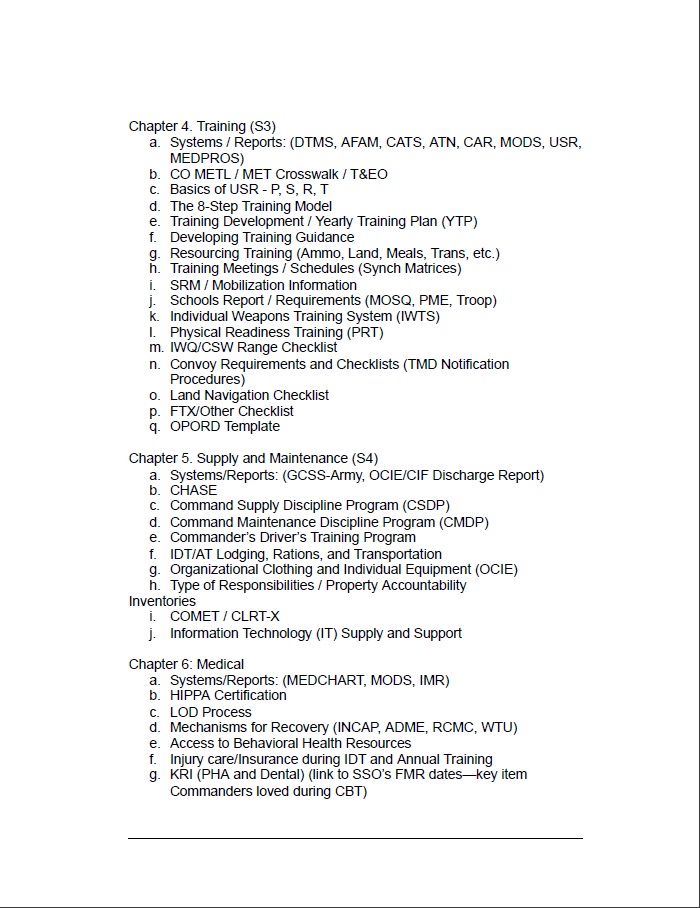 Chapter 4. Training (S3)
a. Systems / Reports: (DTMS, AFAM, CATS, ATN, CAR, MODS, USR,
MEDPROS)
b. CO METL / MET Crosswalk / T&EO
c. Basics of USR - P, S, R, T
d. The 8-Step Training Model
e. Training Development / Yearly Training Plan (YTP)
f. Developing Training Guidance
g. Resourcing Training (Ammo, Land, Meals, Trans, etc.)
h. Training Meetings / Schedules (Synch Matrices)
i. SRM / Mobilization Information
j. Schools Report / Requirements (MOSQ, PME, Troop)
k. Individual Weapons Training System (IWTS)
l. Physical Readiness Training (PRT)
m. IWQ/CSW Range Checklist
n. Convoy Requirements and Checklists (TMD Notification
Procedures)
o. Land Navigation Checklist
p. FTX/Other Checklist
q. OPORD Template
Chapter 5. Supply and Maintenance (S4)
a. Systems/Reports: (GCSS-Army, OCIE/CIF Discharge Report)
b. CHASE
c. Command Supply Discipline Program (CSDP)
d. Command Maintenance Discipline Program (CMDP)
e. Commander’s Driver’s Training Program
f. IDT/AT Lodging, Rations, and Transportation
g. Organizational Clothing and Individual Equipment (OCIE)
h. Type of Responsibilities / Property Accountability
Inventories
i. COMET / CLRT-X
j. Information Technology (IT) Supply and Support
Chapter 6: Medical
a. Systems/Reports: (MEDCHART, MODS, IMR)
b. HIPPA Certification
c. LOD Process
d. Mechanisms for Recovery (INCAP, ADME, RCMC, WTU)
e. Access to Behavioral Health Resources
f. Injury care/Insurance during IDT and Annual Training
g. KRI (PHA and Dental) (link to SSO’s FMR dates—key item
Commanders loved during CBT)